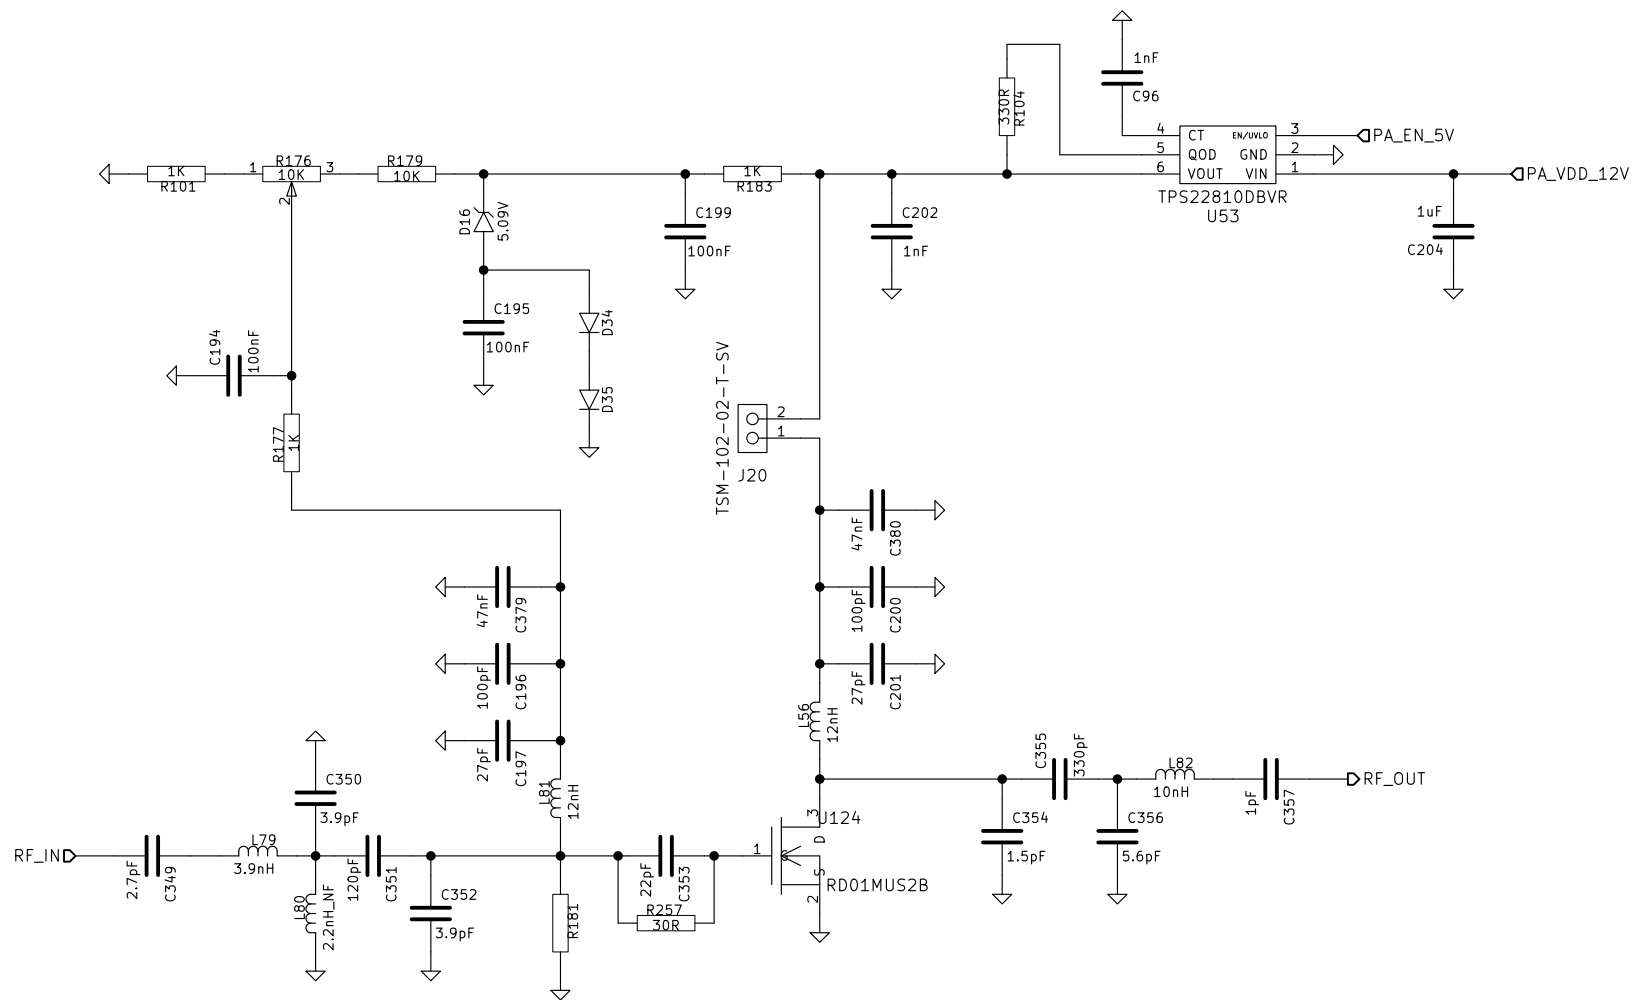 1nF
C96
330R
R104
4 CT EN/UVLO 3
PA_EN_5V
5 QOD GND 2
6 VOUT VIN 1
PA_VDD_12V
TPS22810DBVR
U53
1K
R101
1 R176 3
10K
2
R179
10K
1K
R183
D16
5.09V
C199
100nF
C202
1nF
1uF
C204
C195
100nF
D34
D35
C194
100nF
R177
1K
TSM-102-02-T-SV
2
1
J20
47nF
C380
100pF
C200
27pF
C201
47nF
C379
100pF
C196
27pF
C197
L56
12nH
L81
12nH
C350
3.9pF
RF_IN
2.7pF
C349
L79
3.9nH
L80
2.2nH_NF
120pF
C351
C352
3.9pF
R181
22pF
C353
R257
30R
1
3
D
G
S
2
U124
RD01MUS2B
C354
1.5pF
C355
330pF
C356
5.6pF
L82
10nH
1pF
C357
RF_OUT